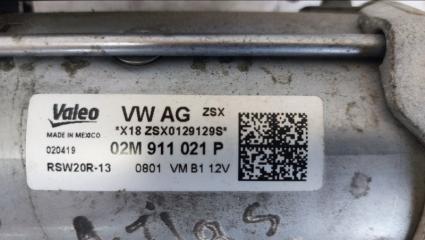 Valeo VW AG ZSX
*X18 ZSX0129129S*
MADE IN MEXICO
020419 02M 911 021 P
RSW20R-13 0801 VM B1 12V
Atlas